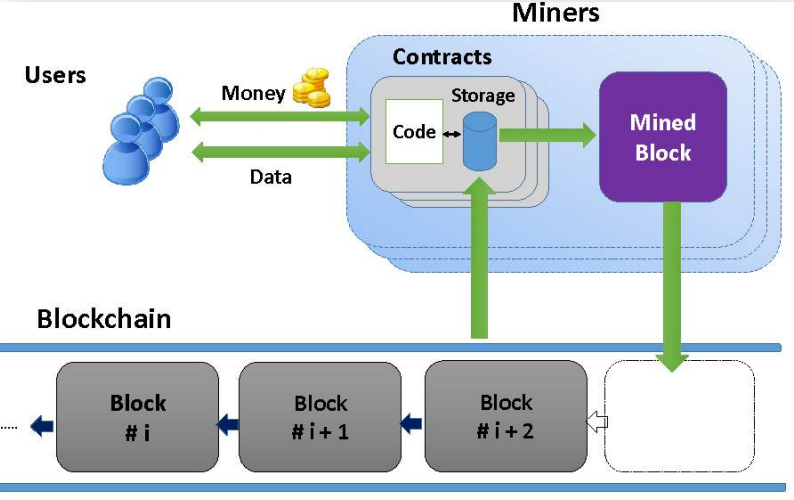 Miners
Users
Contracts
Money
Storage
Code
Mined
Block
Data
Blockchain
.....
Block
# i
Block
# i + 1
Block
# i + 2